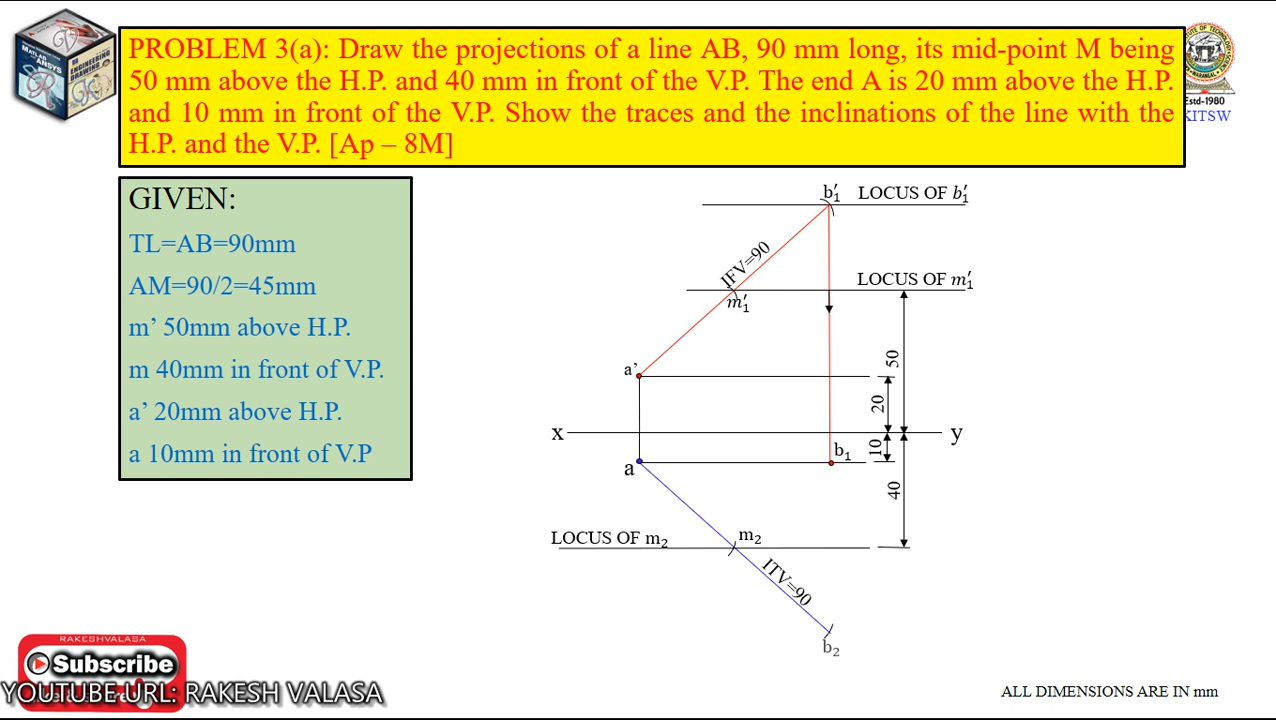 PROBLEM 3(a): Draw the projections of a line AB, 90 mm long, its mid-point M being
50 mm above the H.P. and 40 mm in front of the V.P. The end A is 20 mm above the H.P.
and 10 mm in front of the V.P. Show the traces and the inclinations of the line with the
H.P. and the V.P. [Ap – 8M]
Estd-1980
KITSW
GIVEN:
TL=AB=90mm
AM=90/2=45mm
m’ 50mm above H.P.
m 40mm in front of V.P.
a’ 20mm above H.P.
a 10mm in front of V.P
b₁′ LOCUS OF b₁′
IFV=90
LOCUS OF m₁′
m₁′
a’
50
20
x
y
10
b₁
a
40
LOCUS OF m₂
m₂
ITV=90
b₂
RAKESHVALASA
Subscribe
YOUTUBE URL: RAKESH VALASA
ALL DIMENSIONS ARE IN mm